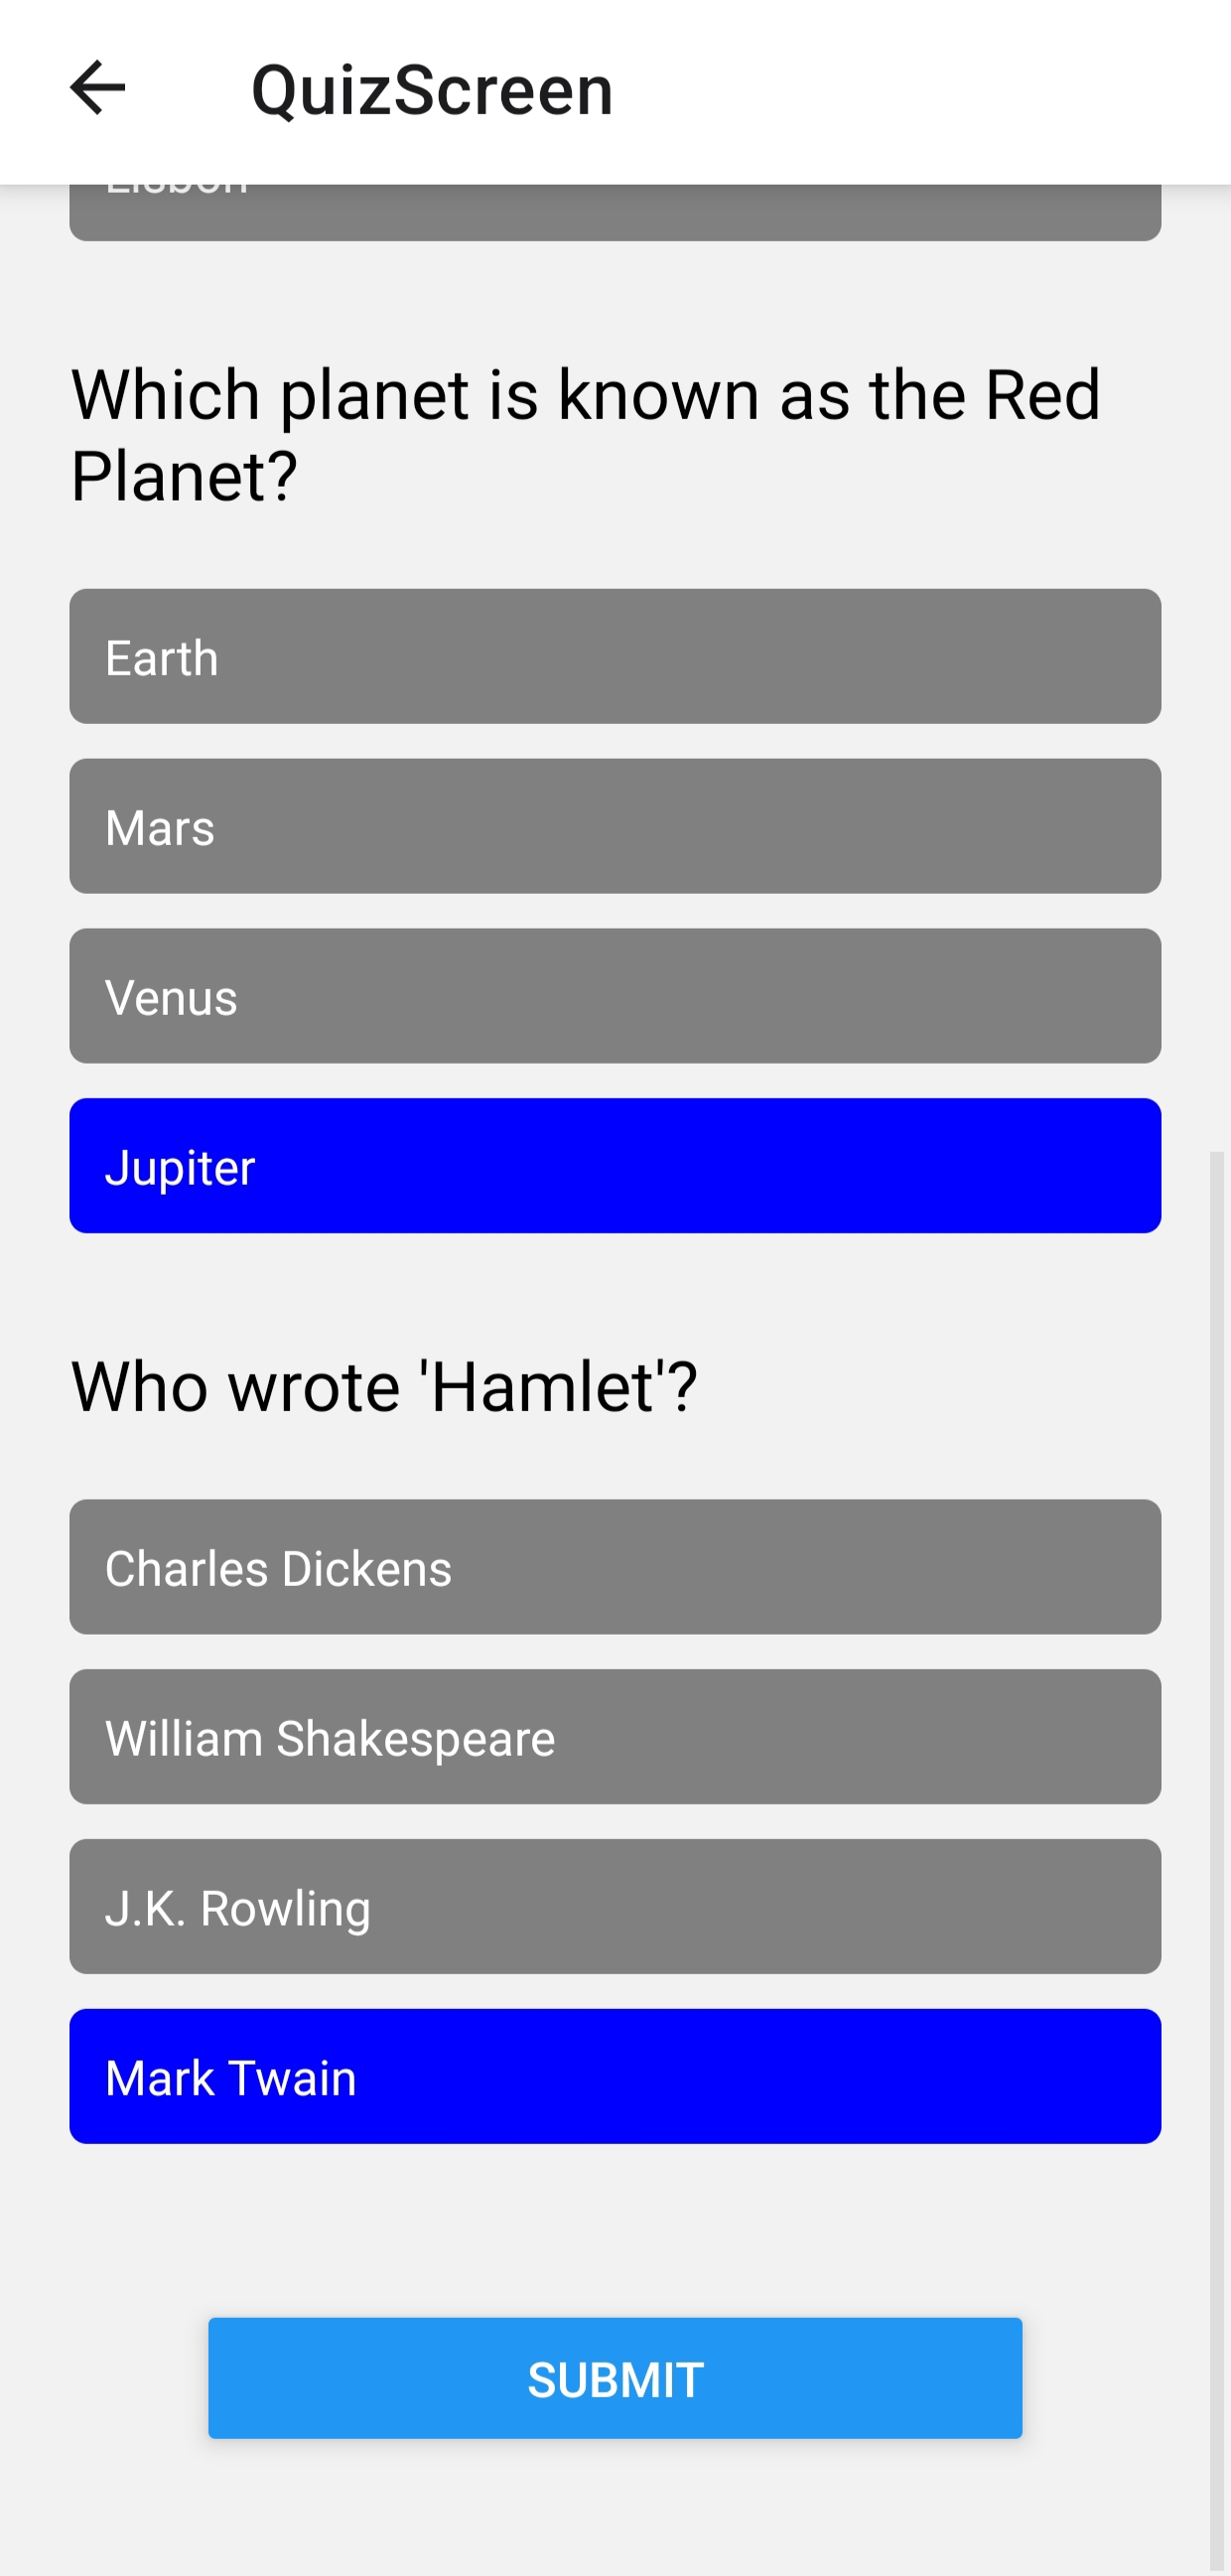 QuizScreen
Lisbon
Which planet is known as the Red
Planet?
Earth
Mars
Venus
Jupiter
Who wrote 'Hamlet'?
Charles Dickens
William Shakespeare
J.K. Rowling
Mark Twain
SUBMIT